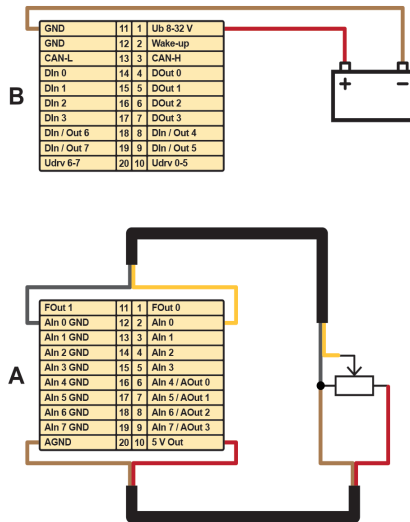 GND 11 1 Ub 8-32 V
GND 12 2 Wake-up
CAN-L 13 3 CAN-H
DIn 0 14 4 DOut 0
DIn 1 15 5 DOut 1
DIn 2 16 6 DOut 2
DIn 3 17 7 DOut 3
DIn / Out 6 18 8 DIn / Out 4
DIn / Out 7 19 9 DIn / Out 5
Udrv 6-7 20 10 Udrv 0-5
B
+ −
FOut 1 11 1 FOut 0
AIn 0 GND 12 2 AIn 0
AIn 1 GND 13 3 AIn 1
AIn 2 GND 14 4 AIn 2
AIn 3 GND 15 5 AIn 3
AIn 4 GND 16 6 AIn 4 / AOut 0
AIn 5 GND 17 7 AIn 5 / AOut 1
AIn 6 GND 18 8 AIn 6 / AOut 2
AIn 7 GND 19 9 AIn 7 / AOut 3
AGND 20 10 5 V Out
A